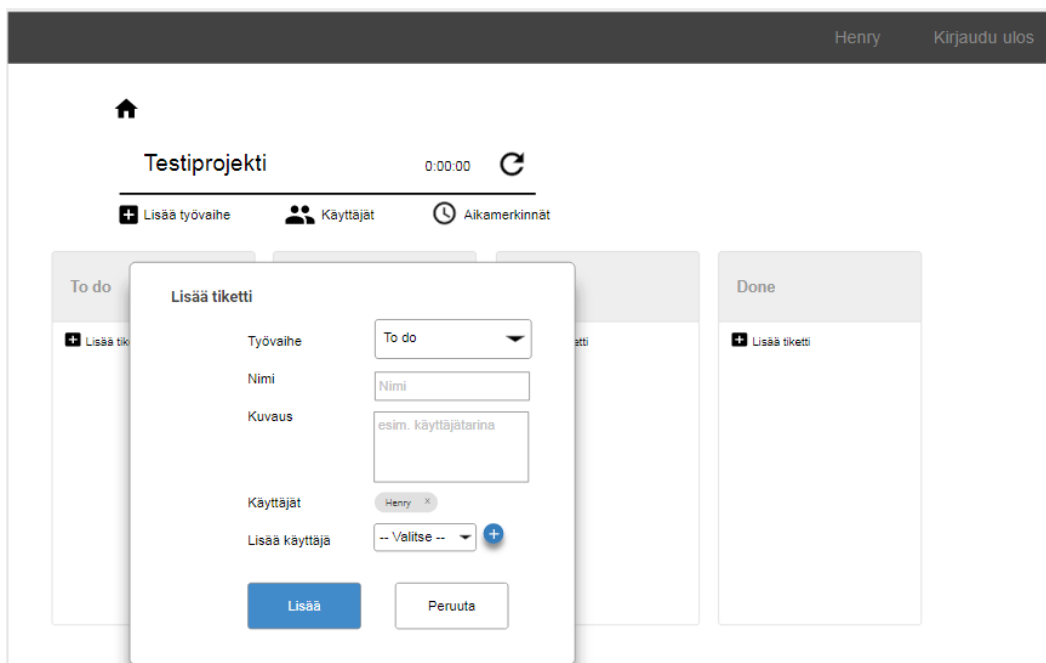 Henry Kirjaudu ulos
Testiprojekti 0:00:00
Lisää työvaihe Käyttäjät Aikamerkinnät
To do Done
Lisää tiketti
Lisää tiketti
Työvaihe To do
Nimi Nimi
Kuvaus esim. käyttäjätarina
Käyttäjät Henry x
Lisää käyttäjä -- Valitse --
Lisää Peruuta